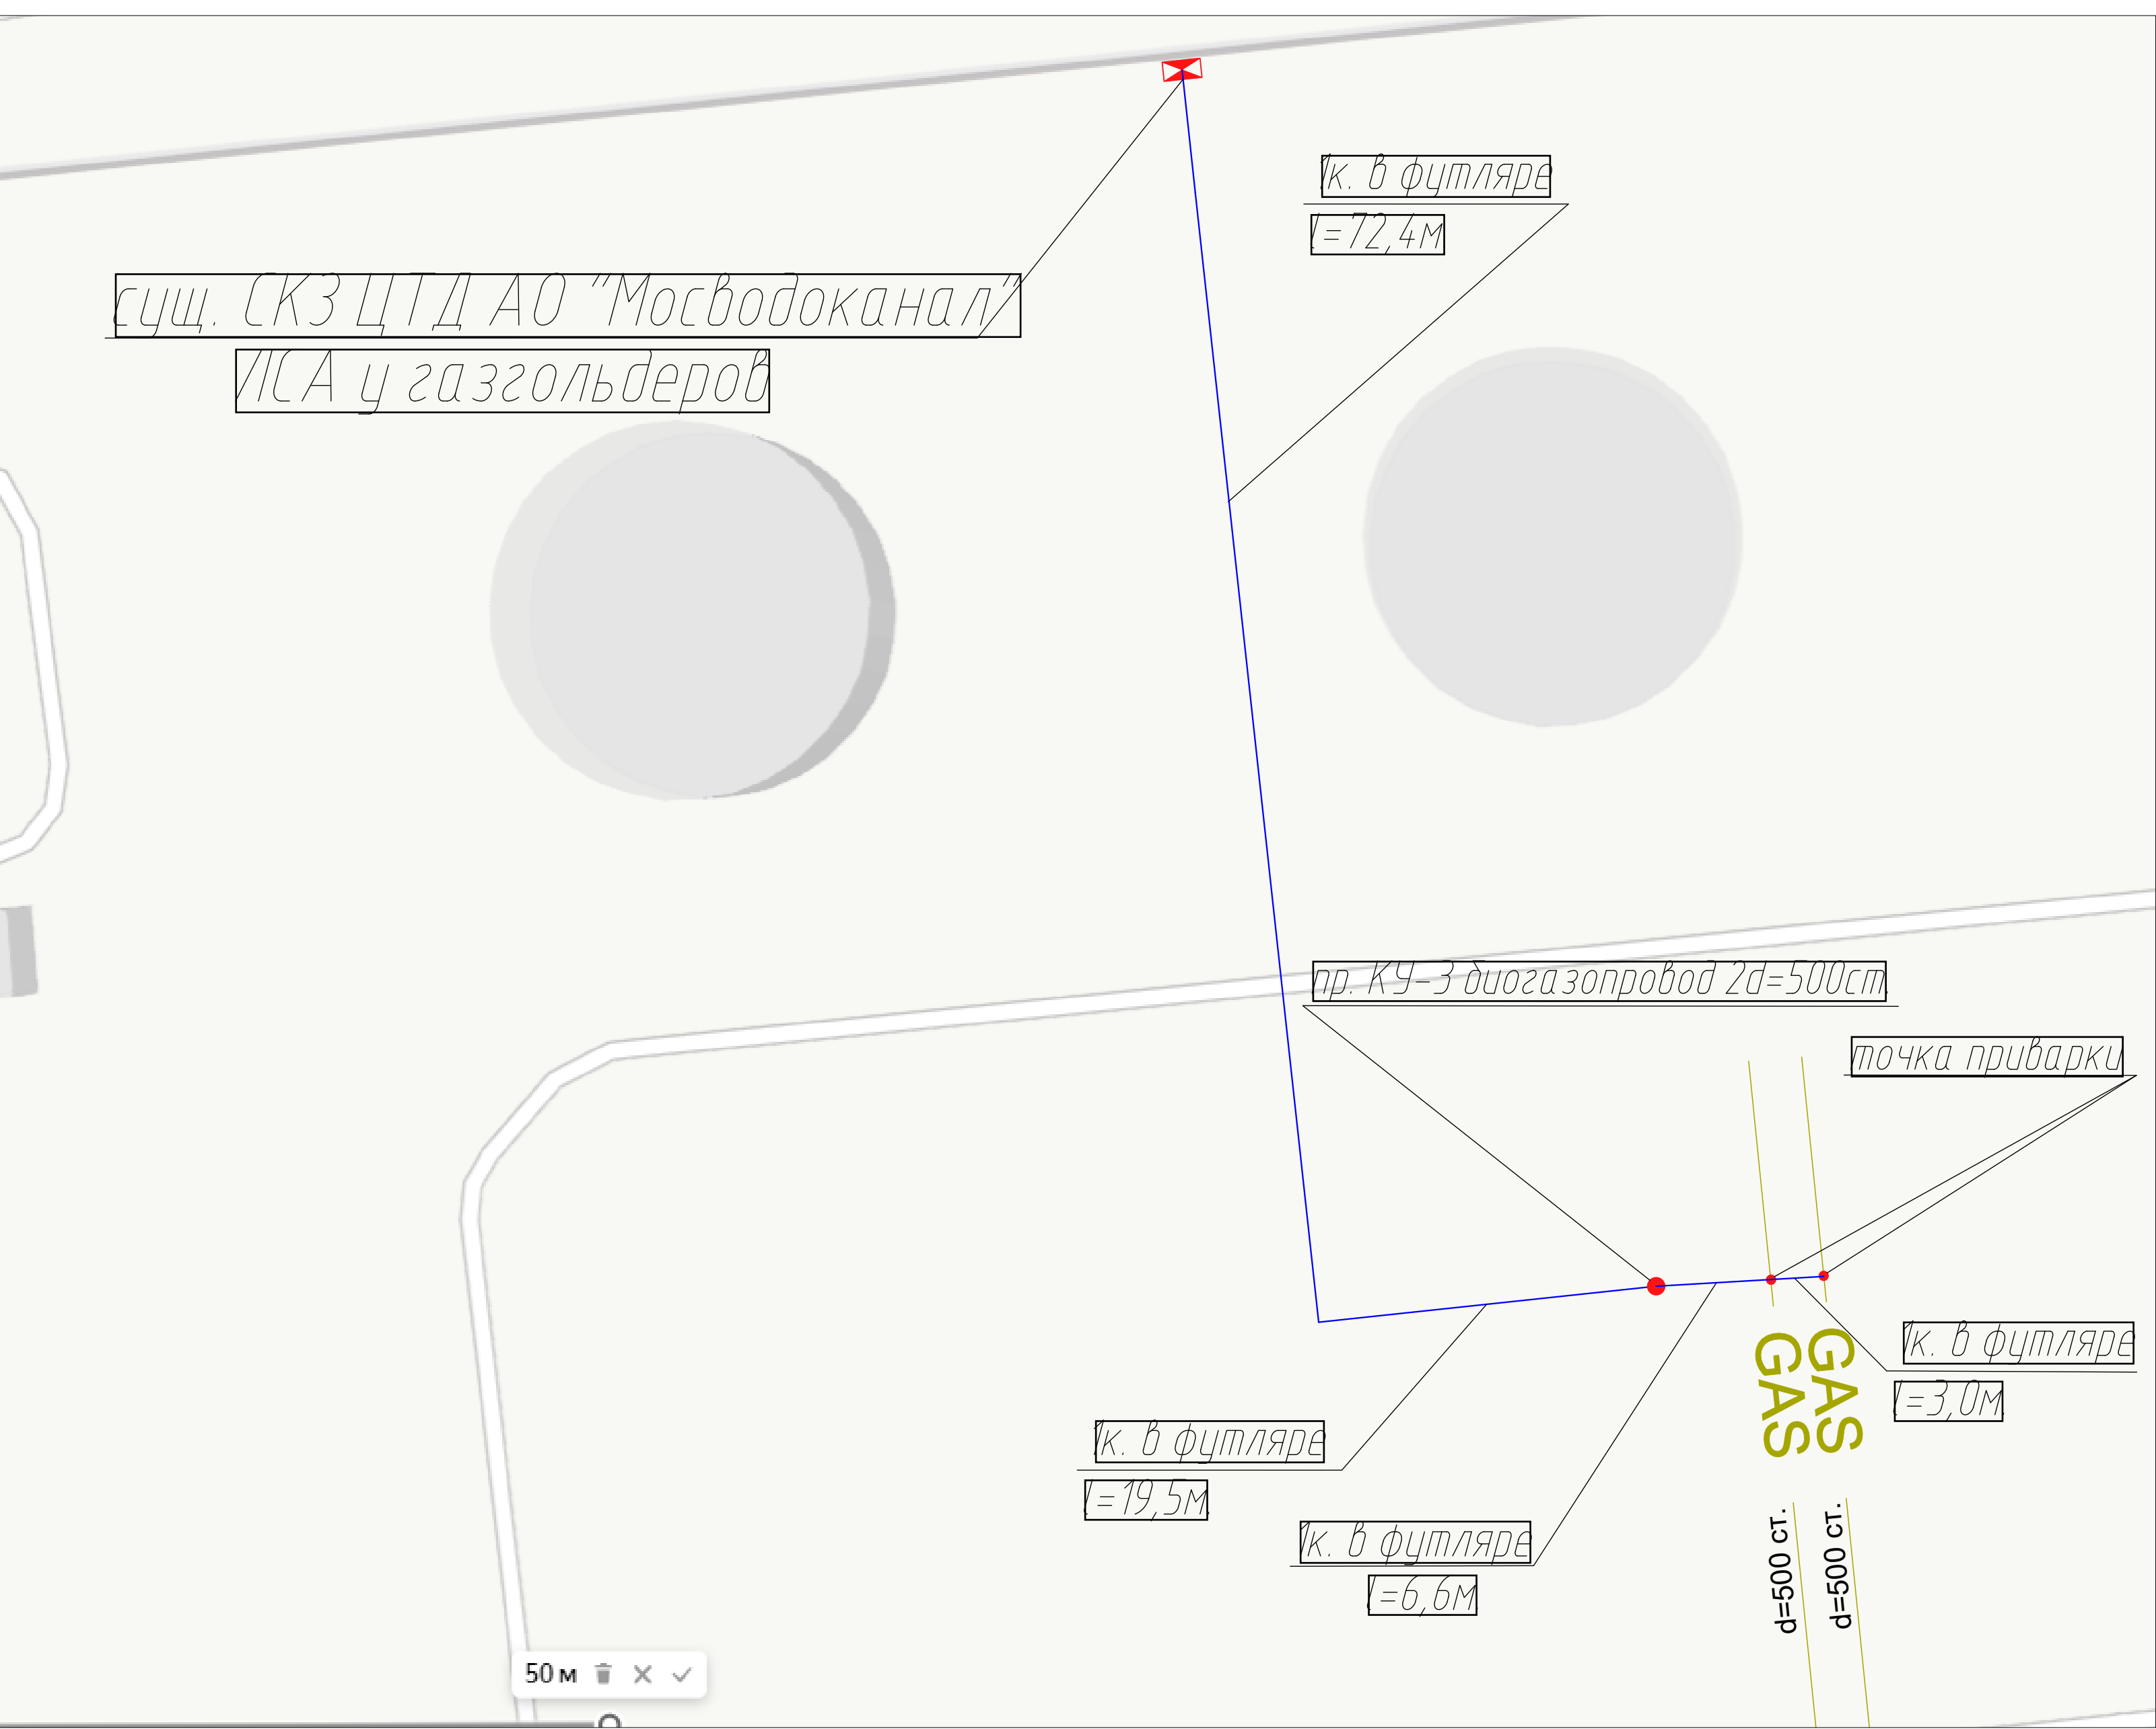 1к. в футляре
l=72,4м
сущ. СКЗ ЦТД АО "Мосводоканал"
ЛСА у газгольдеров
пр. КУ-3 биогазопровод 2d=500ст.
точка приварки
1к. в футляре
l=3,0м
GAS
GAS
1к. в футляре
l=19,5м
1к. в футляре
l=6,6м
d=500 ст.
d=500 ст.
50 м